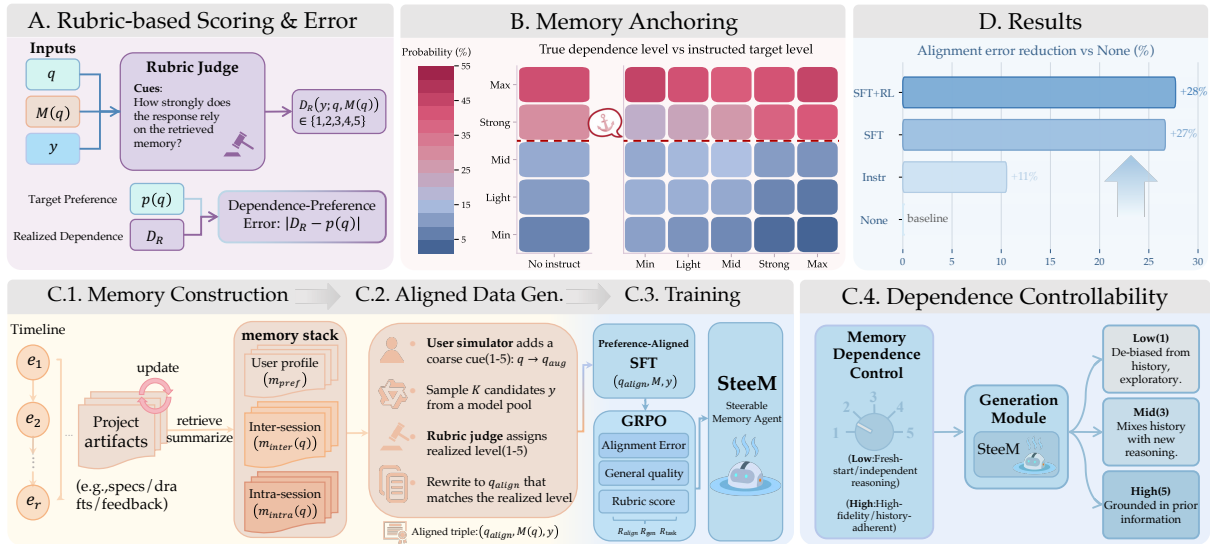 A. Rubric-based Scoring & Error
Inputs
q
M(q)
y
Rubric Judge
Cues:
How strongly does
the response rely
on the retrieved
memory?
D_R(y; q, M(q))
∈ {1,2,3,4,5}
Target Preference
p(q)
Realized Dependence
D_R
Dependence-Preference
Error: |D_R − p(q)|
B. Memory Anchoring
Probability (%)
True dependence level vs instructed target level
55
45
35
25
15
5
Max
Strong
Mid
Light
Min
No instruct
Min
Light
Mid
Strong
Max
D. Results
Alignment error reduction vs None (%)
SFT+RL
+28%
SFT
+27%
Instr
+11%
None
baseline
0
5
10
15
20
25
30
C.1. Memory Construction
Timeline
e_1
e_2
e_r
...
update
Project
artifacts
(e.g.,specs/dra
fts/feedback)
retrieve
summarize
memory stack
User profile
(m_pref)
Inter-session
(m_inter(q))
Intra-session
(m_intra(q))
C.2. Aligned Data Gen.
User simulator adds a
coarse cue(1-5): q → q_aug
Sample K candidates y
from a model pool
Rubric judge assigns
realized level(1-5)
Rewrite to q_align that
matches the realized level
Aligned triple:(q_align, M(q), y)
C.3. Training
Preference-Aligned
SFT
(q_align, M, y)
GRPO
Alignment Error
General quality
Rubric score
R_align R_gen R_task
SteeM
Steerable
Memory Agent
C.4. Dependence Controllability
Memory
Dependence
Control
1
2
3
4
5
(Low:Fresh-
start/independent
reasoning)
(High:High-
fidelity/history-
adherent)
Generation
Module
SteeM
Low(1)
De-biased from
history,
exploratory.
Mid(3)
Mixes history
with new
reasoning.
High(5)
Grounded in prior
information